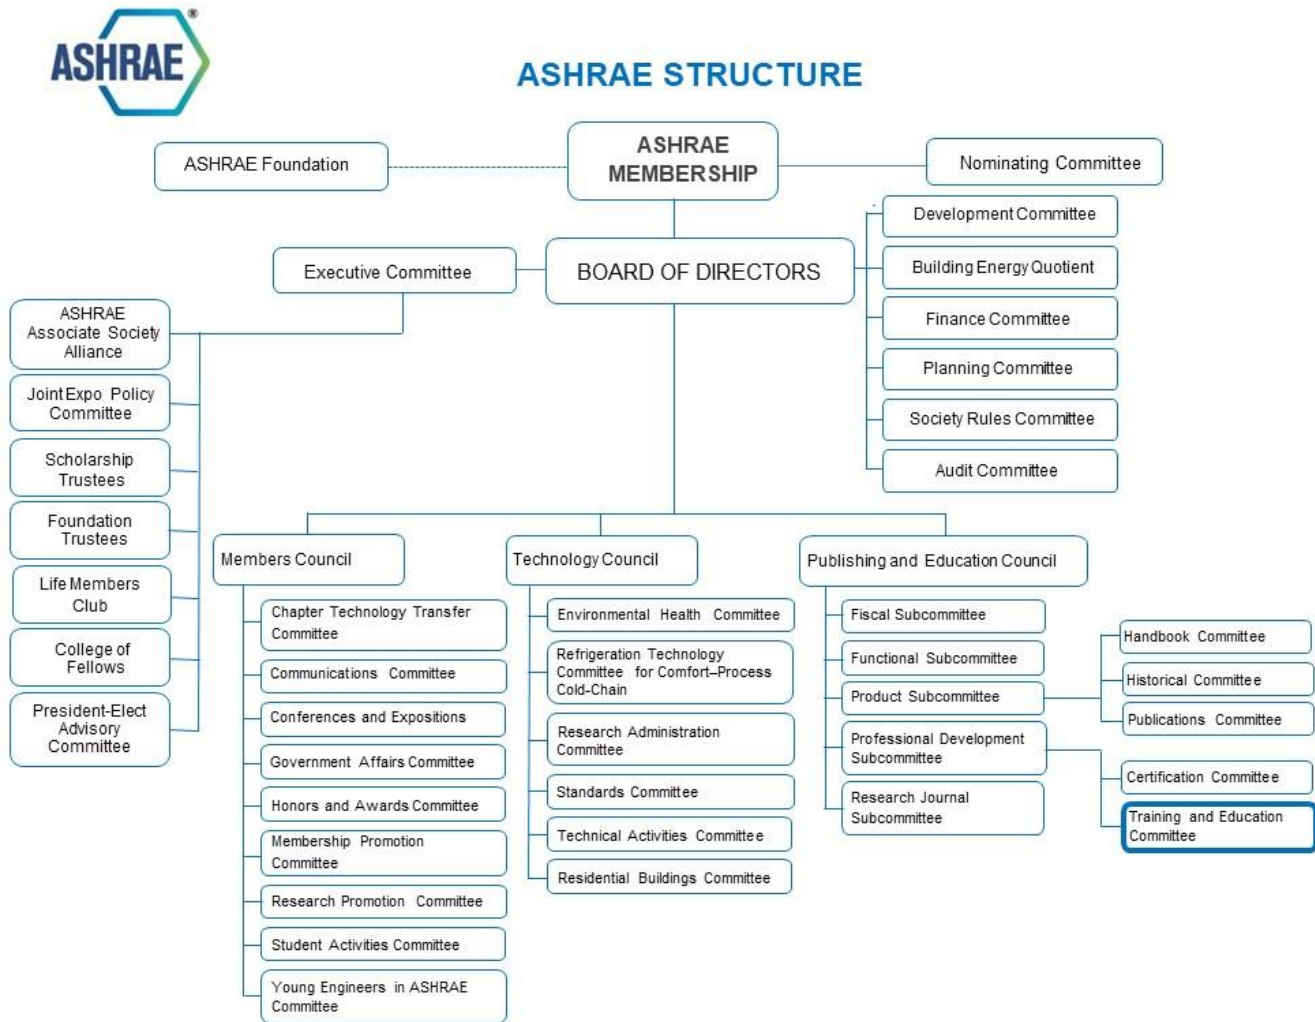 ASHRAE®
ASHRAE STRUCTURE
ASHRAE
MEMBERSHIP
ASHRAE Foundation
Nominating Committee
Development Committee
Executive Committee
BOARD OF DIRECTORS
Building Energy Quotient
Finance Committee
Planning Committee
Society Rules Committee
Audit Committee
ASHRAE
Associate Society
Alliance
Joint Expo Policy
Committee
Scholarship
Trustees
Foundation
Trustees
Life Members
Club
College of
Fellows
President-Elect
Advisory
Committee
Members Council
Chapter Technology Transfer
Committee
Communications Committee
Conferences and Expositions
Government Affairs Committee
Honors and Awards Committee
Membership Promotion
Committee
Research Promotion Committee
Student Activities Committee
Young Engineers in ASHRAE
Committee
Technology Council
Environmental Health Committee
Refrigeration Technology
Committee for Comfort–Process
Cold-Chain
Research Administration
Committee
Standards Committee
Technical Activities Committee
Residential Buildings Committee
Publishing and Education Council
Fiscal Subcommittee
Functional Subcommittee
Product Subcommittee
Professional Development
Subcommittee
Research Journal
Subcommittee
Handbook Committee
Historical Committee
Publications Committee
Certification Committee
Training and Education
Committee